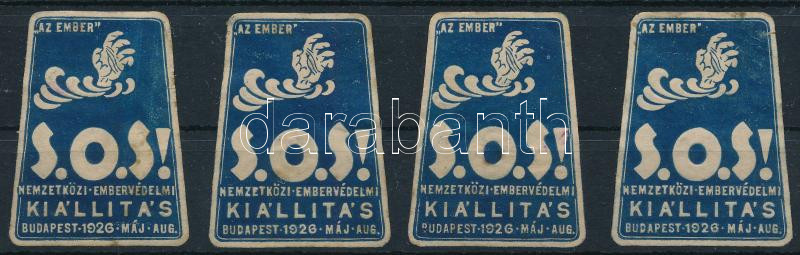 „AZ EMBER”
S.O.S!
NEMZETKÖZI·EMBERVÉDELMI
KIÁLLITÁS
BUDAPEST·1926·MÁJ·AUG.
„AZ EMBER”
S.O.S!
NEMZETKÖZI·EMBERVÉDELMI
KIÁLLITÁS
BUDAPEST·1926·MÁJ·AUG.
„AZ EMBER”
S.O.S!
NEMZETKÖZI·EMBERVÉDELMI
KIÁLLITÁS
BUDAPEST·1926·MÁJ·AUG.
„AZ EMBER”
S.O.S!
NEMZETKÖZI·EMBERVÉDELMI
KIÁLLITÁS
BUDAPEST·1926·MÁJ·AUG.
darabanth